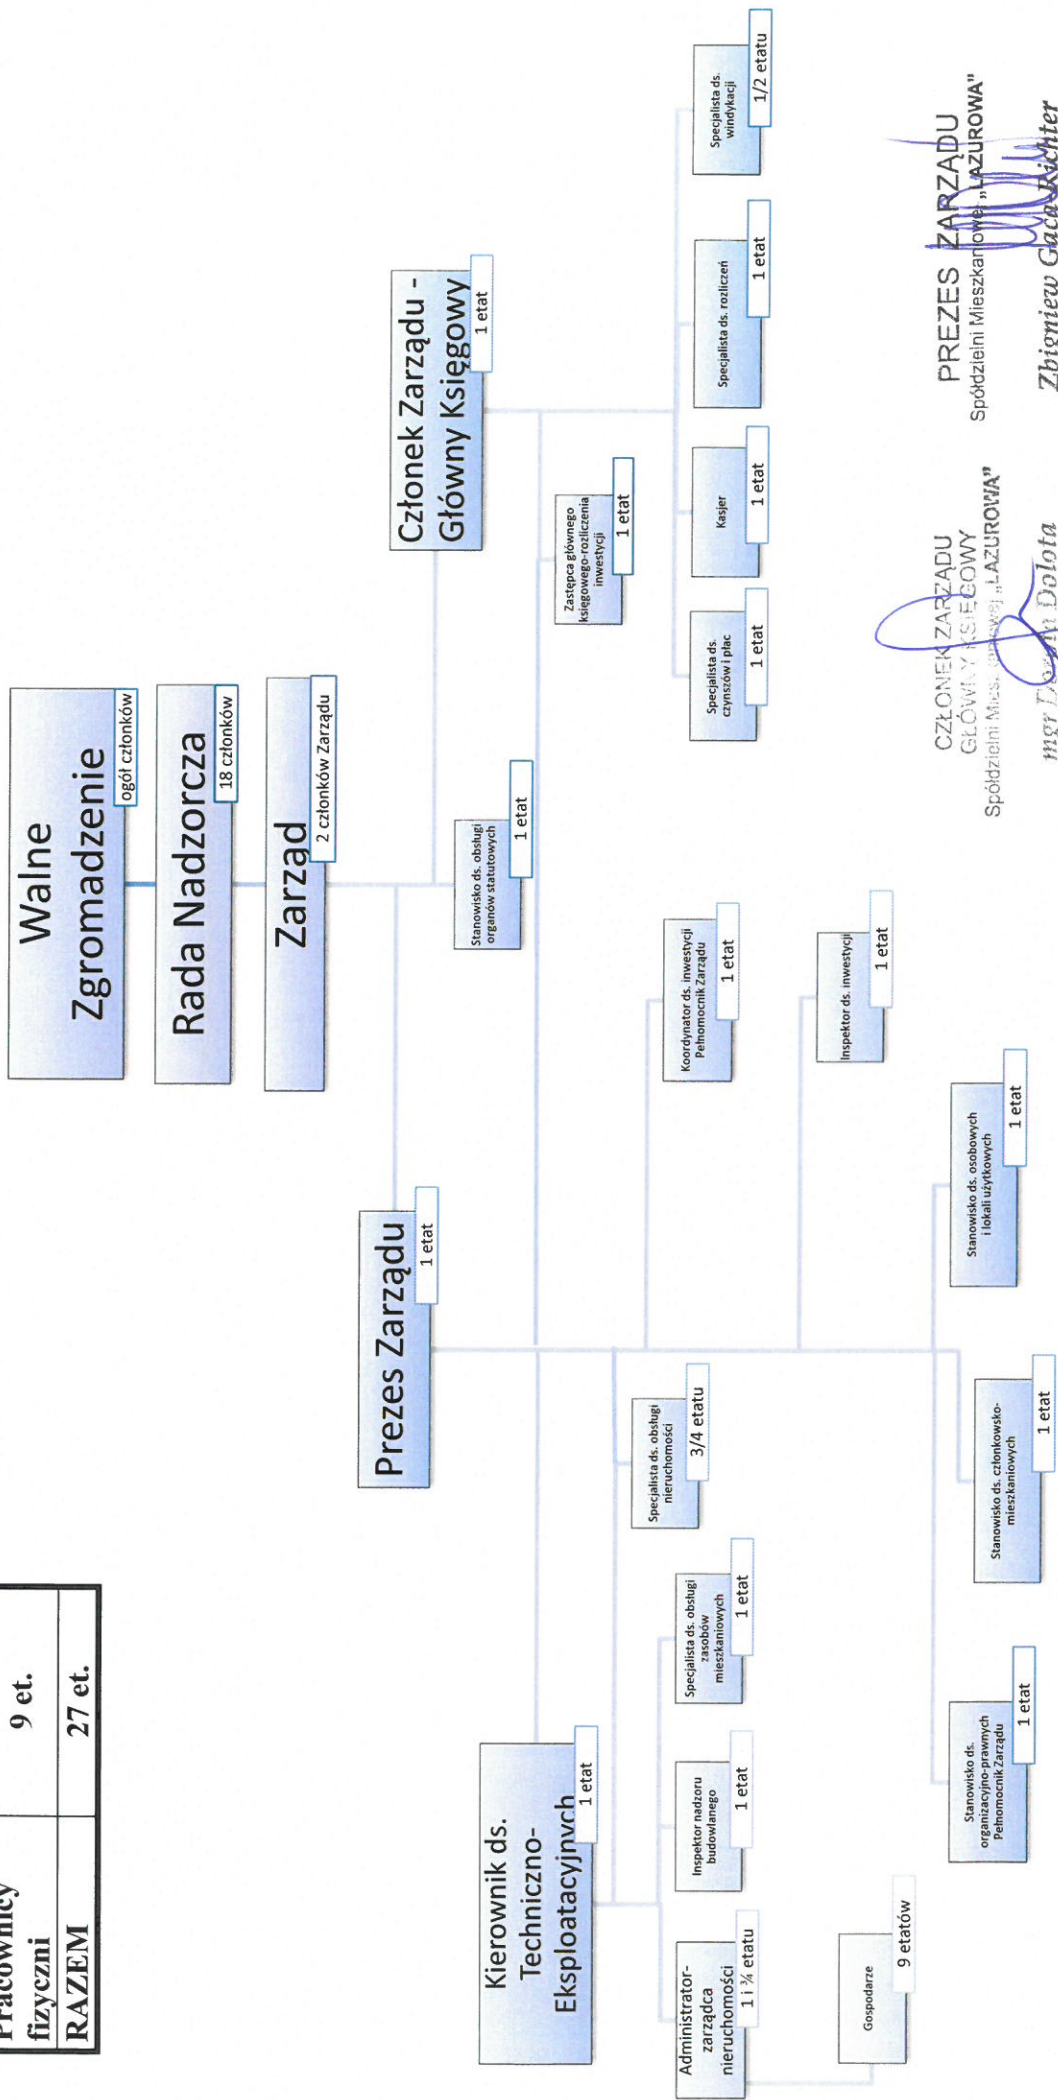 Pracownicy
fizyczni
9 et.
RAZEM
27 et.
Walne
Zgromadzenie
ogół członków
Rada Nadzorcza
18 członków
Zarząd
2 członków Zarządu
Prezes Zarządu
1 etat
Członek Zarządu -
Główny Księgowy
1 etat
Stanowisko ds. obsługi
organów statutowych
1 etat
Kierownik ds.
Techniczno-
Eksploatacyjnych
1 etat
Zastępca głównego
księgowego-rozliczenia
inwestycji
1 etat
Specjalista ds. obsługi
nieruchomości
3/4 etatu
Koordynator ds. inwestycji
Pełnomocnik Zarządu
1 etat
Administrator-
zarządca
nieruchomości
1 i ¾ etatu
Inspektor nadzoru
budowlanego
1 etat
Specjalista ds. obsługi
zasobów
mieszkaniowych
1 etat
Specjalista ds.
czynszów i płac
1 etat
Kasjer
1 etat
Specjalista ds. rozliczeń
1 etat
Specjalista ds.
windykacji
1/2 etatu
Gospodarze
9 etatów
Inspektor ds. inwestycji
1 etat
Stanowisko ds.
organizacyjno-prawnych
Pełnomocnik Zarządu
1 etat
Stanowisko ds. członkowsko-
mieszkaniowych
1 etat
Stanowisko ds. osobowych
i lokali użytkowych
1 etat
CZŁONEK ZARZĄDU
GŁÓWNY KSIĘGOWY
Spółdzielni Mieszkaniowej „LAZUROWA"
mgr Dolota
PREZES ZARZĄDU
Spółdzielni Mieszkaniowej „LAZUROWA"
Zbigniew Gaca-Richter